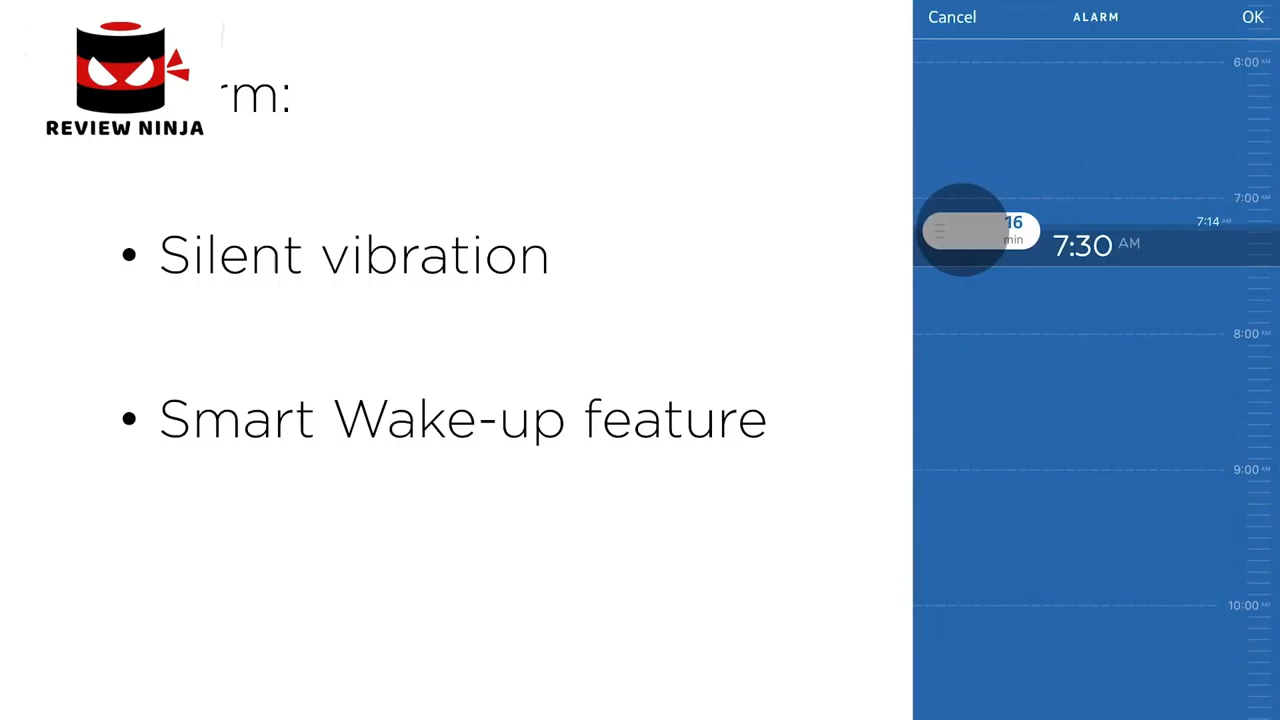 REVIEW NINJA
rm:
• Silent vibration
• Smart Wake-up feature
Cancel
ALARM
OK
6:00 AM
7:00 AM
16
min
7:14 AM
7:30 AM
8:00 AM
9:00 AM
10:00 AM